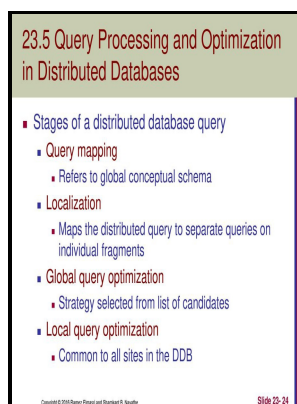 23.5 Query Processing and Optimization
in Distributed Databases
Stages of a distributed database query
Query mapping
Refers to global conceptual schema
Localization
Maps the distributed query to separate queries on
individual fragments
Global query optimization
Strategy selected from list of candidates
Local query optimization
Common to all sites in the DDB
Copyright © 2016 Ramez Elmasri and Shamkant B. Navathe
Slide 23- 24